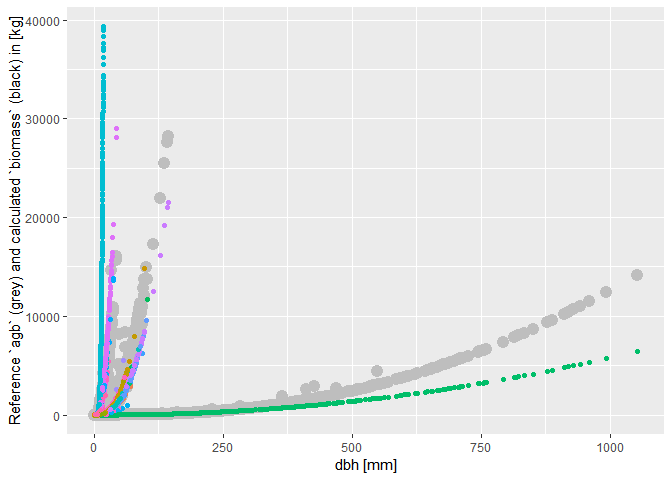 Reference `agb` (grey) and calculated `biomass` (black) in [kg]
40000
30000
20000
10000
0
0 250 500 750 1000
dbh [mm]